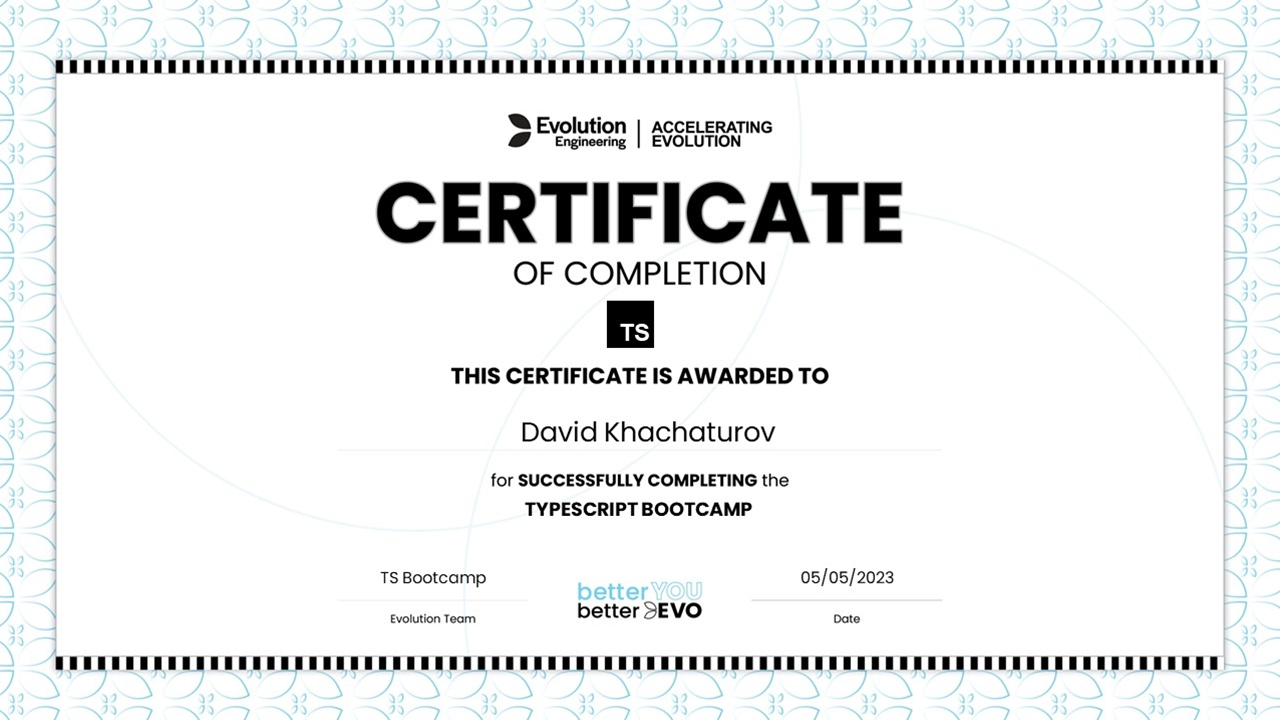 Evolution Engineering | ACCELERATING EVOLUTION
CERTIFICATE
OF COMPLETION
TS
THIS CERTIFICATE IS AWARDED TO
David Khachaturov
for SUCCESSFULLY COMPLETING the
TYPESCRIPT BOOTCAMP
TS Bootcamp
Evolution Team
better YOU
better EVO
05/05/2023
Date